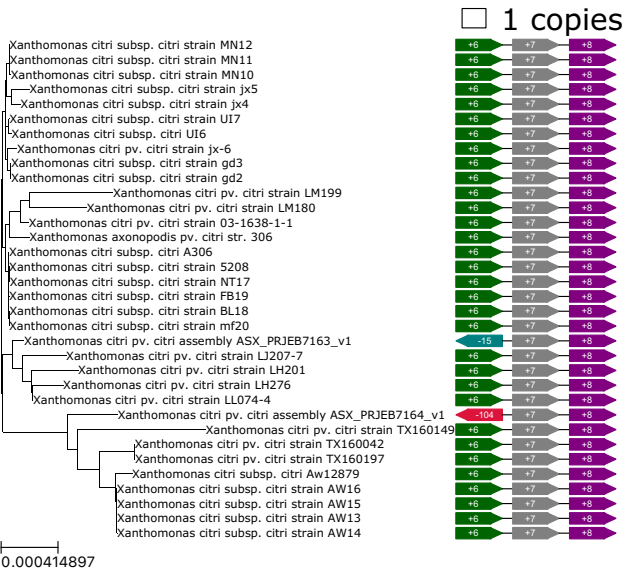 1 copies
Xanthomonas citri subsp. citri strain MN12 +6 +7 +8
Xanthomonas citri subsp. citri strain MN11 +6 +7 +8
Xanthomonas citri subsp. citri strain MN10 +6 +7 +8
Xanthomonas citri subsp. citri strain jx5 +6 +7 +8
Xanthomonas citri subsp. citri strain jx4 +6 +7 +8
Xanthomonas citri subsp. citri strain UI7 +6 +7 +8
Xanthomonas citri subsp. citri UI6 +6 +7 +8
Xanthomonas citri pv. citri strain jx-6 +6 +7 +8
Xanthomonas citri subsp. citri strain gd3 +6 +7 +8
Xanthomonas citri subsp. citri strain gd2 +6 +7 +8
Xanthomonas citri pv. citri strain LM199 +6 +7 +8
Xanthomonas citri pv. citri strain LM180 +6 +7 +8
Xanthomonas citri pv. citri strain 03-1638-1-1 +6 +7 +8
Xanthomonas axonopodis pv. citri str. 306 +6 +7 +8
Xanthomonas citri subsp. citri A306 +6 +7 +8
Xanthomonas citri subsp. citri strain 5208 +6 +7 +8
Xanthomonas citri subsp. citri strain NT17 +6 +7 +8
Xanthomonas citri subsp. citri strain FB19 +6 +7 +8
Xanthomonas citri subsp. citri strain BL18 +6 +7 +8
Xanthomonas citri subsp. citri strain mf20 +6 +7 +8
Xanthomonas citri pv. citri assembly ASX_PRJEB7163_v1 -15 +7 +8
Xanthomonas citri pv. citri strain LJ207-7 +6 +7 +8
Xanthomonas citri pv. citri strain LH201 +6 +7 +8
Xanthomonas citri pv. citri strain LH276 +6 +7 +8
Xanthomonas citri pv. citri strain LL074-4 +6 +7 +8
Xanthomonas citri pv. citri assembly ASX_PRJEB7164_v1 -104 +7 +8
Xanthomonas citri pv. citri strain TX160149 +6 +7 +8
Xanthomonas citri pv. citri strain TX160042 +6 +7 +8
Xanthomonas citri pv. citri strain TX160197 +6 +7 +8
Xanthomonas citri subsp. citri Aw12879 +6 +7 +8
Xanthomonas citri subsp. citri strain AW16 +6 +7 +8
Xanthomonas citri subsp. citri strain AW15 +6 +7 +8
Xanthomonas citri subsp. citri strain AW13 +6 +7 +8
Xanthomonas citri subsp. citri strain AW14 +6 +7 +8
0.000414897